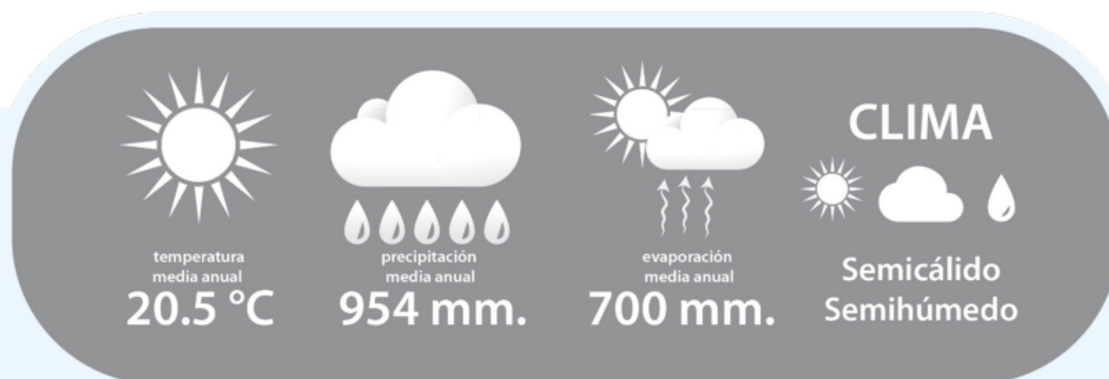 temperatura
media anual
20.5 °C
precipitación
media anual
954 mm.
evaporación
media anual
700 mm.
CLIMA
Semicálido
Semihúmedo